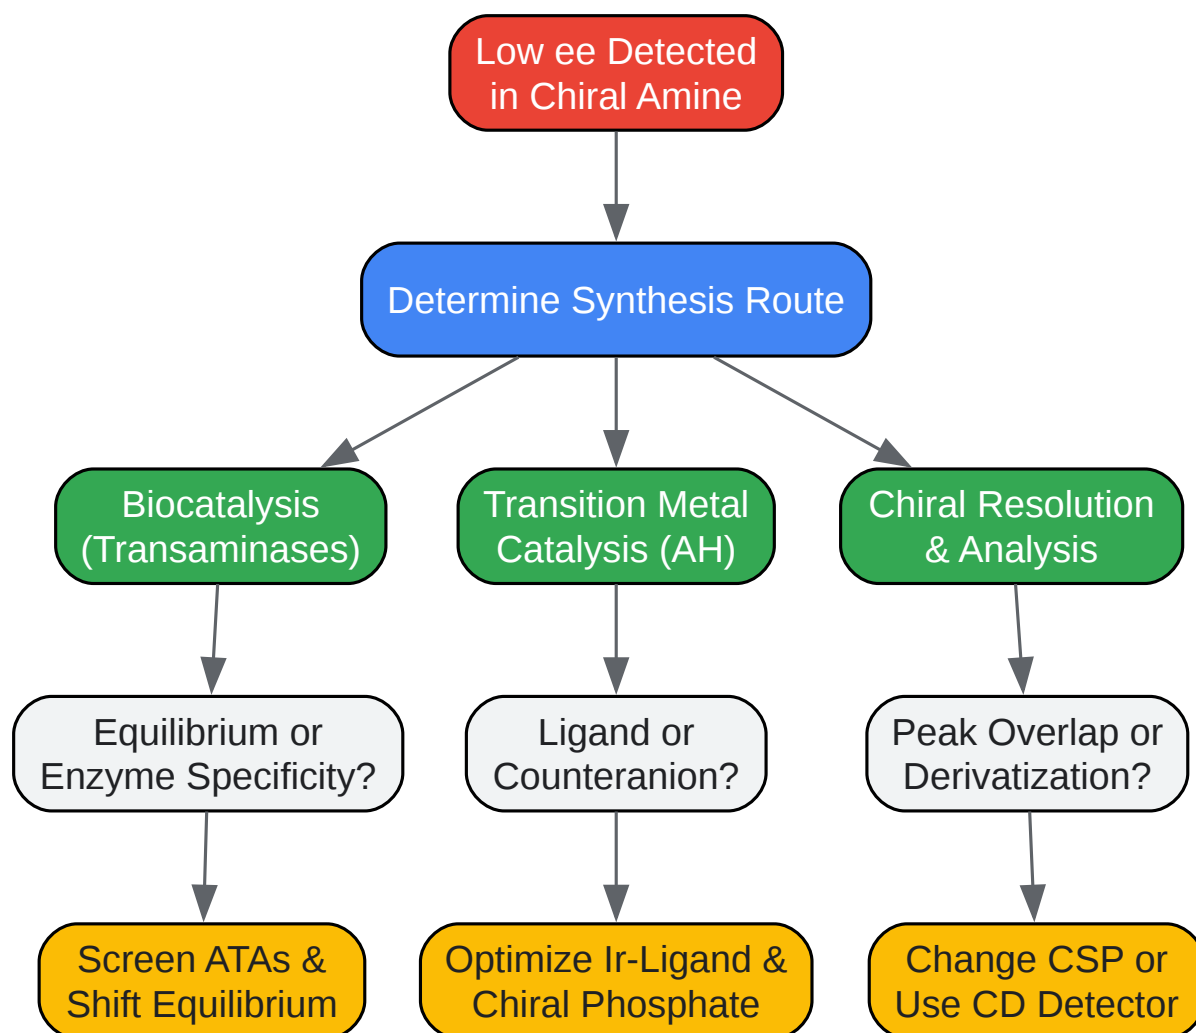 Low ee Detected
in Chiral Amine
Determine Synthesis Route
Biocatalysis
(Transaminases)
Transition Metal
Catalysis (AH)
Chiral Resolution
& Analysis
Equilibrium or
Enzyme Specificity?
Ligand or
Counteranion?
Peak Overlap or
Derivatization?
Screen ATAs &
Shift Equilibrium
Optimize Ir-Ligand &
Chiral Phosphate
Change CSP or
Use CD Detector